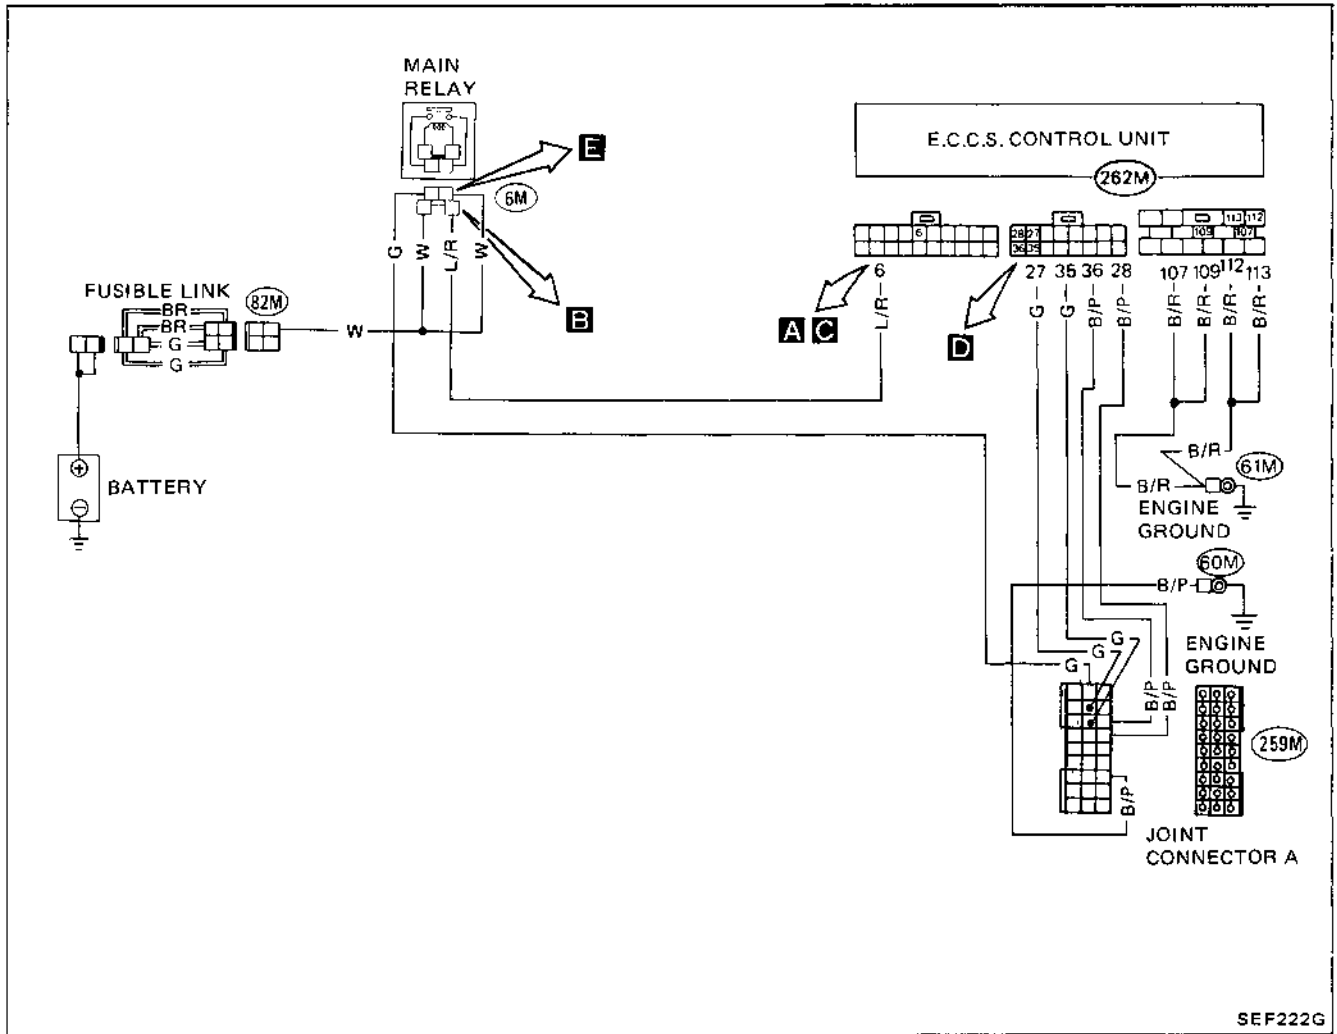 MAIN
RELAY
E
E.C.C.S. CONTROL UNIT
262M
6M
6
28 27
36 35
113 112
109 107
G
W
L/R
W
6
27 35 36 28
107 109 112 113
FUSIBLE LINK
82M
BR
BR
G
G
W
B
A C
D
L/R
G
G
B/P
B/P
B/R
B/R
B/R
B/R
BATTERY
B/R
61M
B/R
ENGINE
GROUND
60M
B/P
G
G
G
ENGINE
GROUND
B/P
B/P
259M
B/P
JOINT
CONNECTOR A
SEF222G